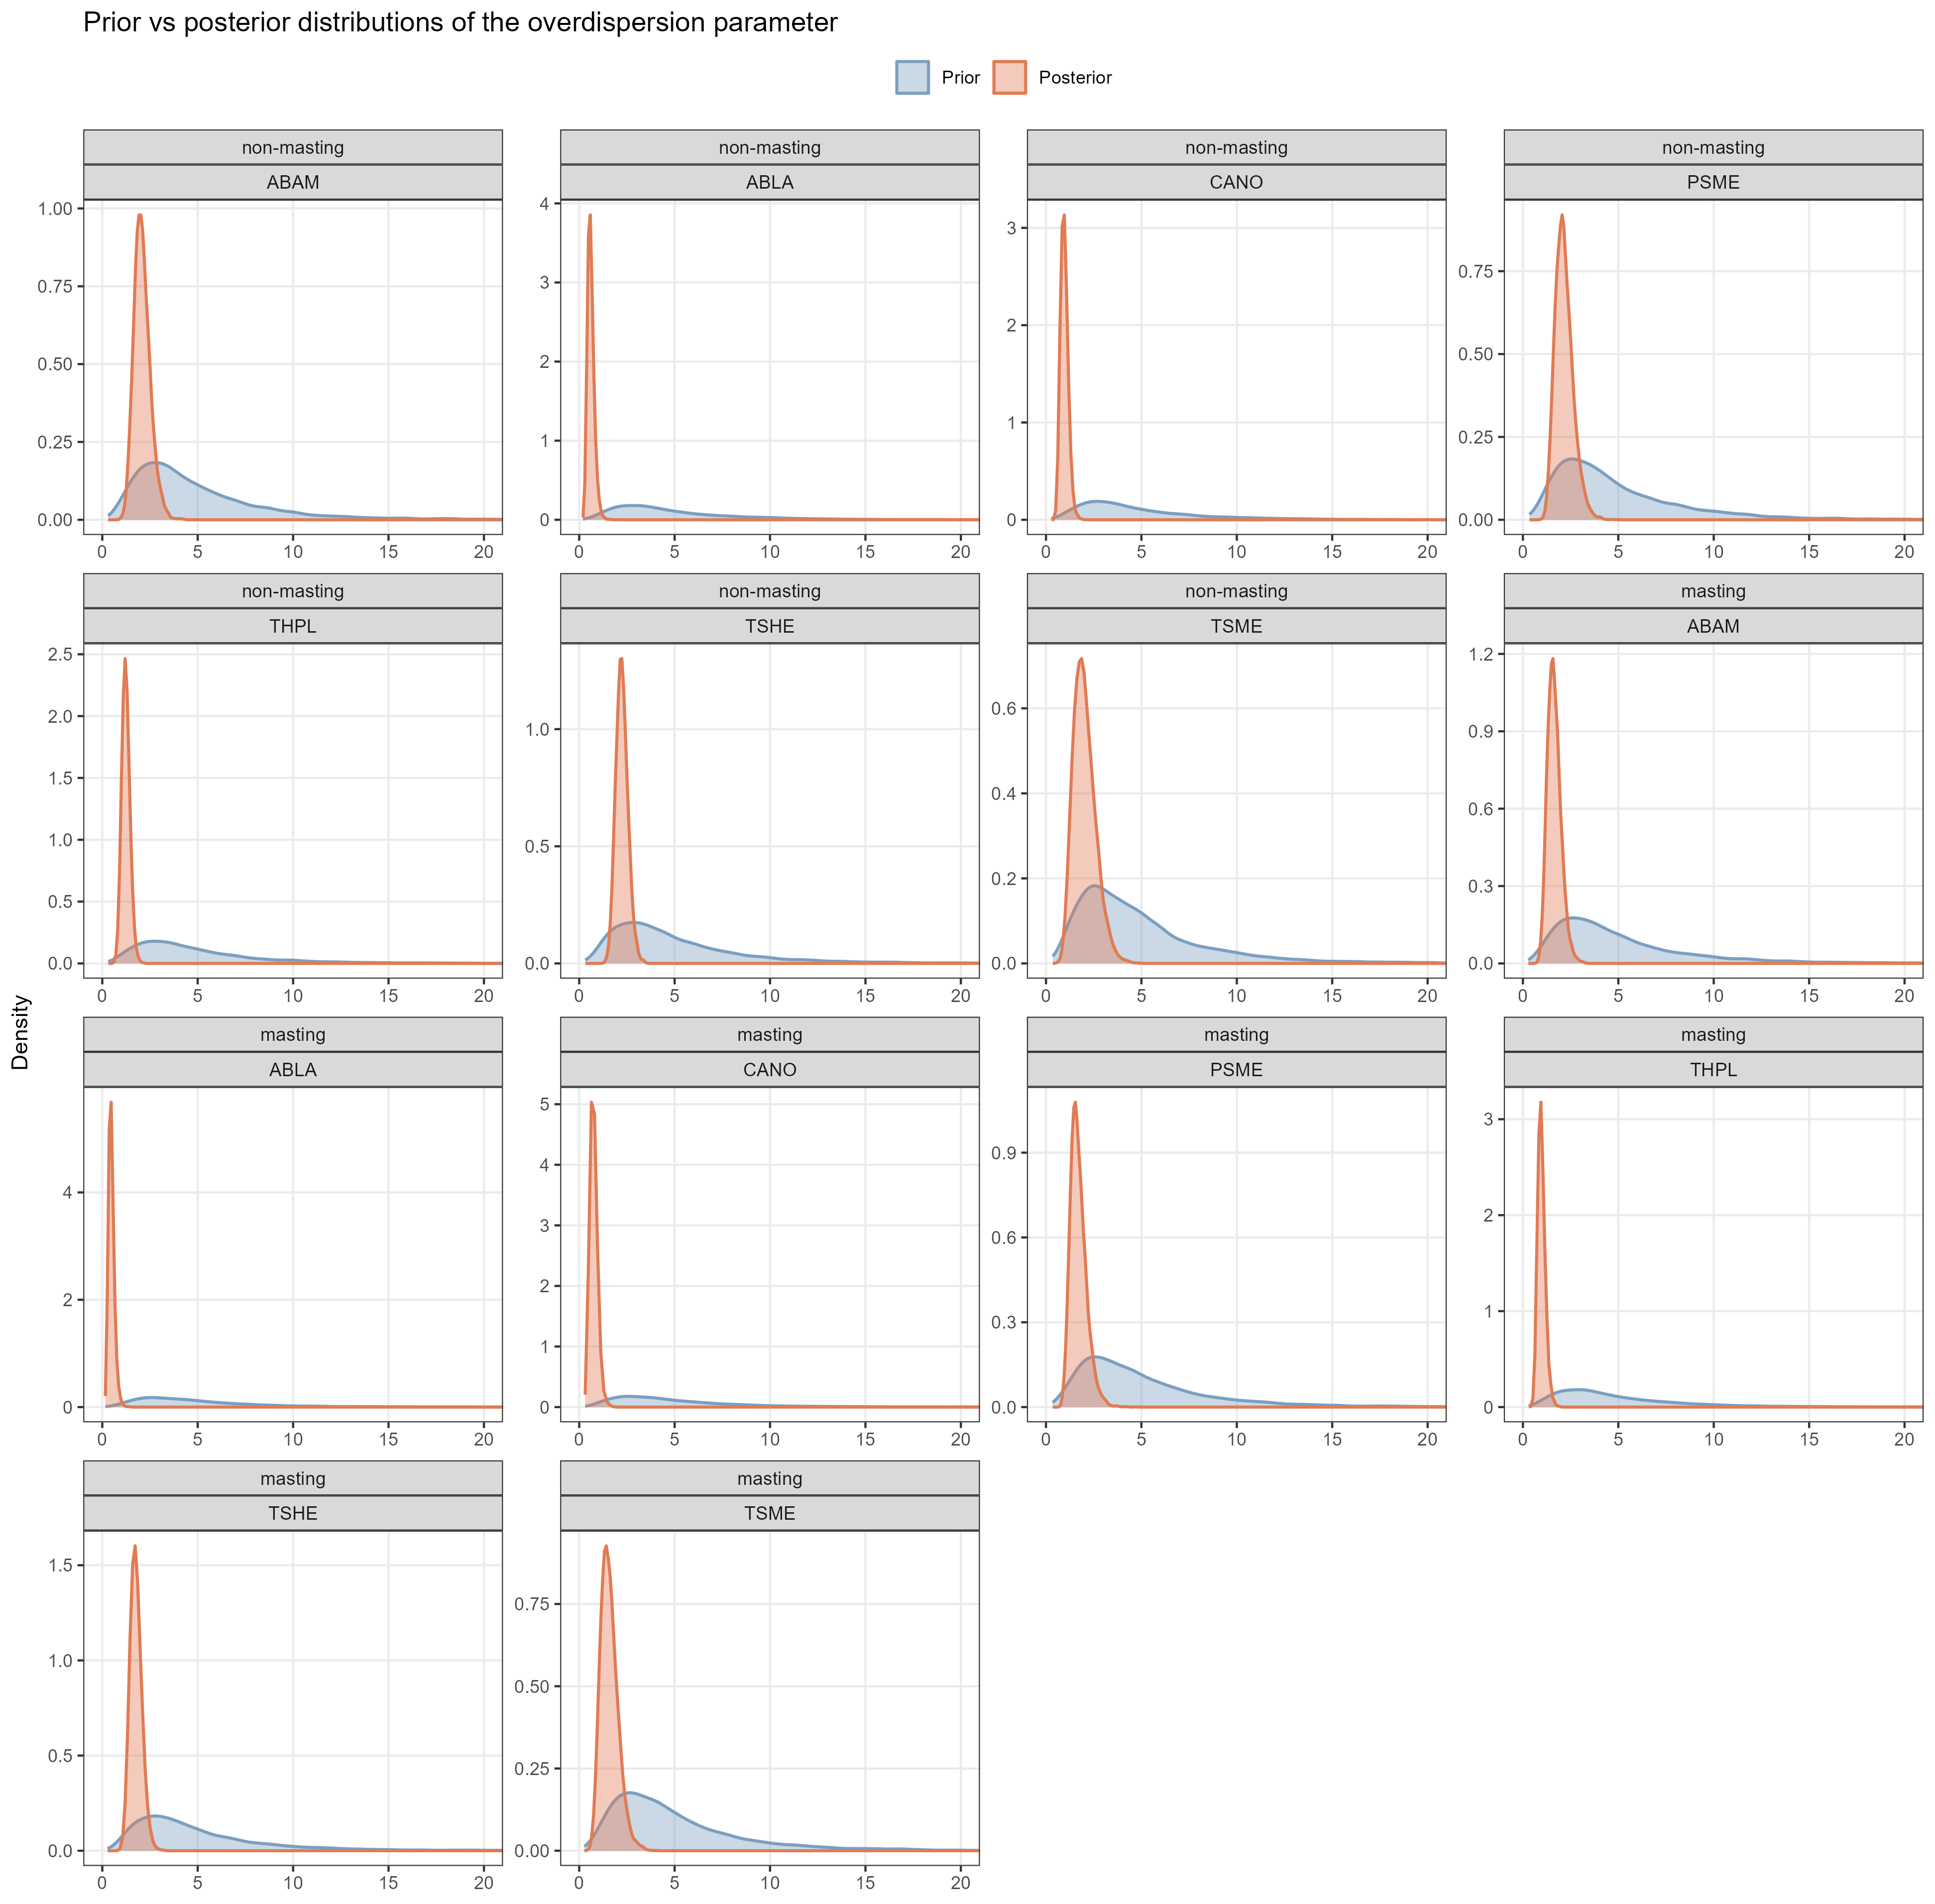 Prior vs posterior distributions of the overdispersion parameter
Prior Posterior
non-masting non-masting non-masting non-masting
ABAM ABLA CANO PSME
1.00 4 3 0.75
0.75 3 2 0.50
0.50 2 1 0.25
0.25 1 0 0.00
0.00 0
0 5 10 15 20 0 5 10 15 20 0 5 10 15 20 0 5 10 15 20
non-masting non-masting non-masting masting
THPL TSHE TSME ABAM
2.5 1.0 0.6 1.2
2.0 0.5 0.4 0.9
1.5 0.0 0.2 0.6
1.0 0.0 0.3
0.5 0.0
0.0
0 5 10 15 20 0 5 10 15 20 0 5 10 15 20 0 5 10 15 20
Density
masting masting masting masting
ABLA CANO PSME THPL
4 5 0.9 3
2 4 0.6 2
0 3 0.3 1
2 0.0 0
1
0
0 5 10 15 20 0 5 10 15 20 0 5 10 15 20 0 5 10 15 20
masting masting
TSHE TSME
1.5 0.75
1.0 0.50
0.5 0.25
0.0 0.00
0 5 10 15 20 0 5 10 15 20